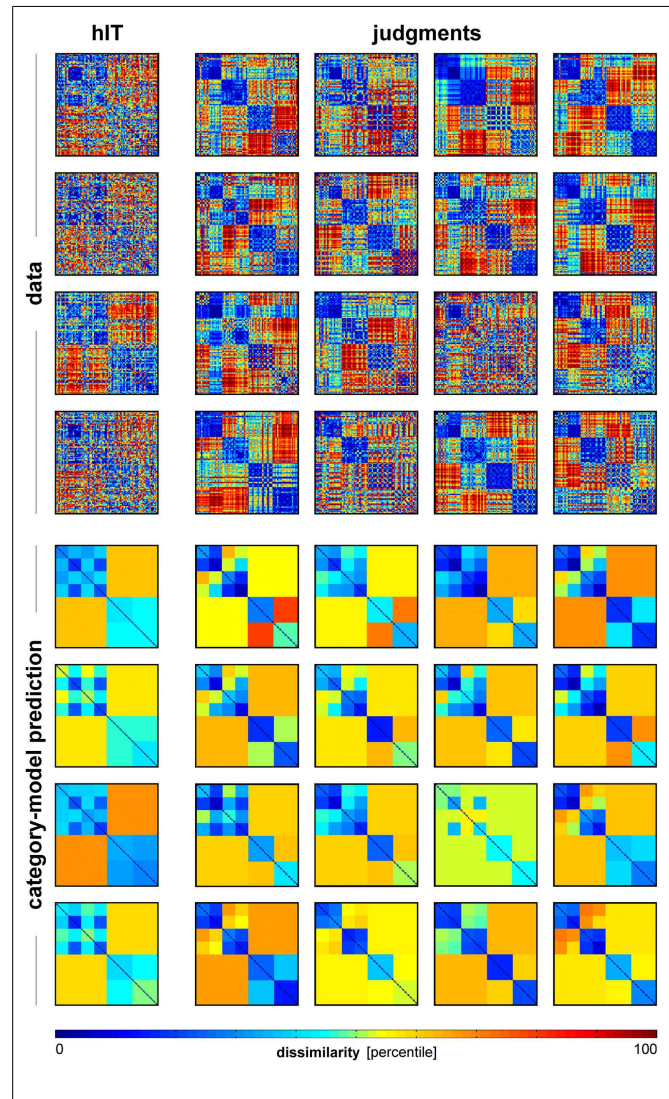 hIT
judgments
data
category-model prediction
0
100
dissimilarity [percentile]